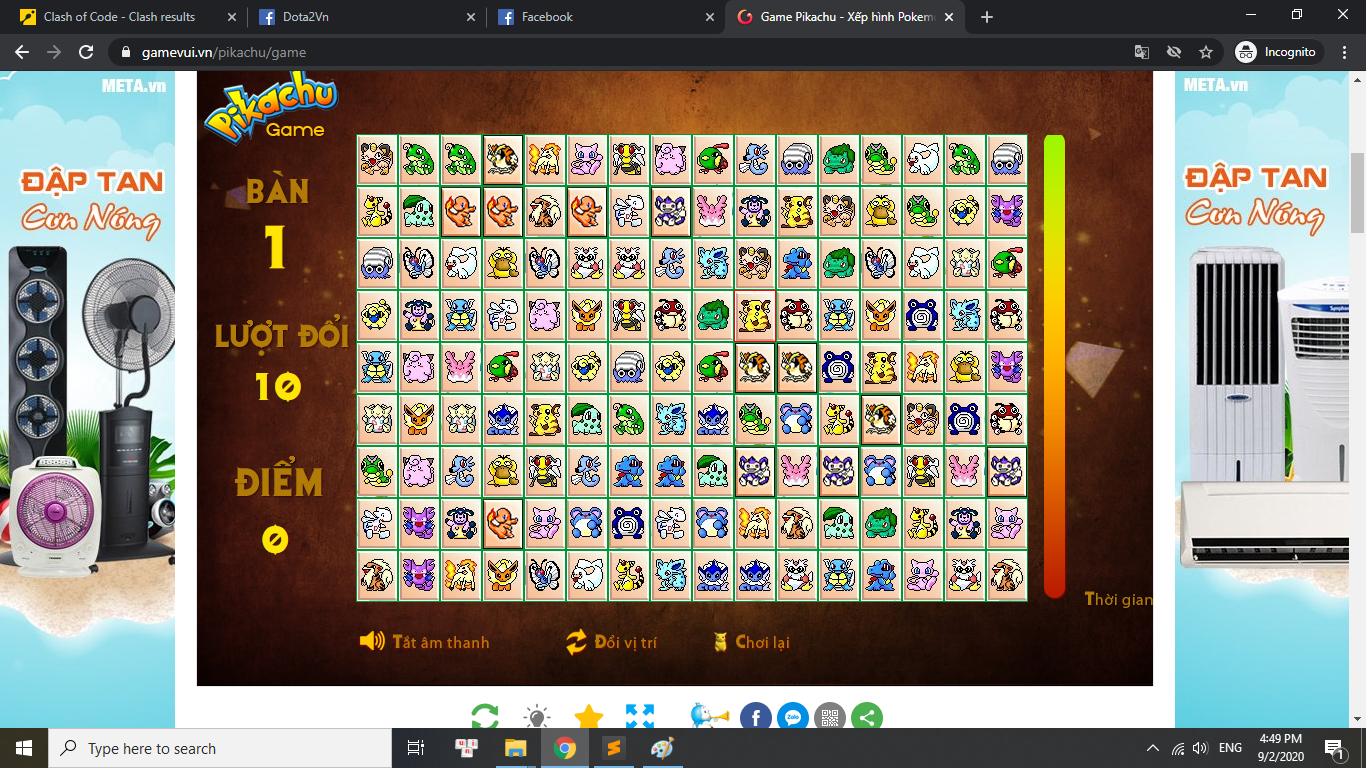 Clash of Code - Clash results
Dota2Vn
Facebook
Game Pikachu - Xếp hình Pokem
gamevui.vn/pikachu/game
Incognito
META.vn
ĐẬP TAN
Cơn Nóng
Pikachu
Game
BÀN
1
LƯỢT ĐỔI
10
ĐIỂM
0
META.vn
ĐẬP TAN
Cơn Nóng
Thời gian
Tắt âm thanh
Đổi vị trí
Chơi lại
Zalo
Type here to search
ENG
4:49 PM
9/2/2020
1